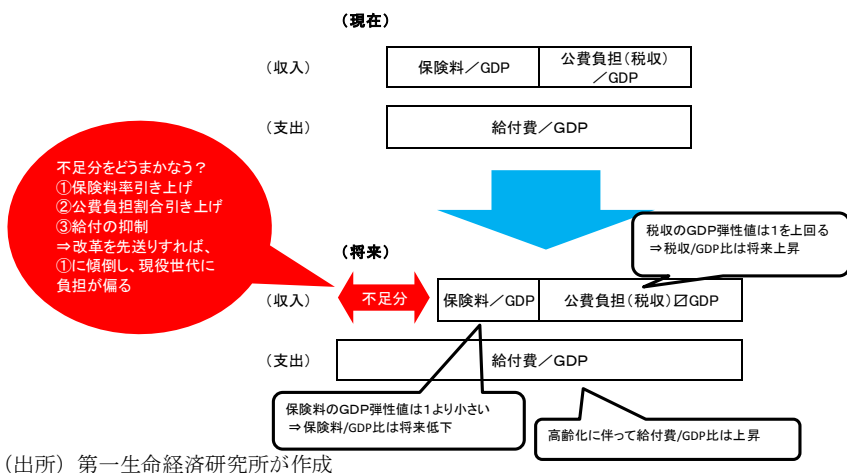 （現在）
（収入）
保険料／GDP
公費負担（税収）
／GDP
（支出）
給付費／GDP
不足分をどうまかなう？
①保険料率引き上げ
②公費負担割合引き上げ
③給付の抑制
⇒改革を先送りすれば、
①に傾倒し、現役世代に
負担が偏る
税収のGDP弾性値は1を上回る
⇒税収/GDP比は将来上昇
（将来）
（収入）
不足分
保険料／GDP
公費負担（税収）〼GDP
（支出）
給付費／GDP
保険料のGDP弾性値は1より小さい
⇒保険料/GDP比は将来低下
高齢化に伴って給付費/GDP比は上昇
（出所）第一生命経済研究所が作成